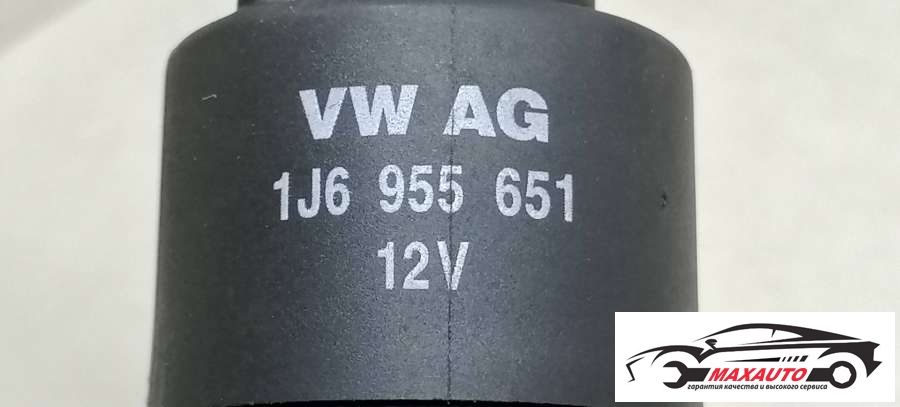 VW AG
1J6 955 651
12V
MAXAUTO
гарантия качества и высокого сервиса